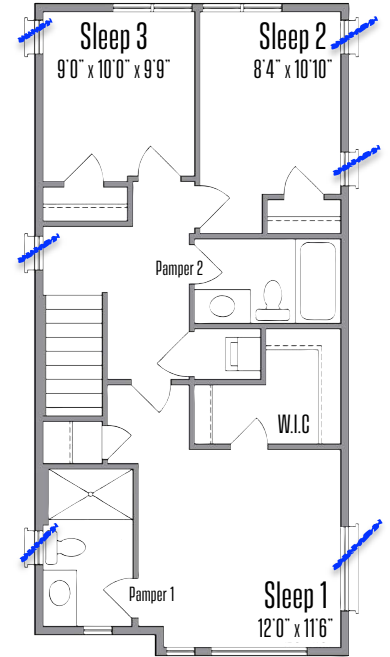 Sleep 3
9'0" x 10'0" x 9'9"
Sleep 2
8'4" x 10'10"
Pamper 2
W.I.C
Pamper 1
Sleep 1
12'0" x 11'6"